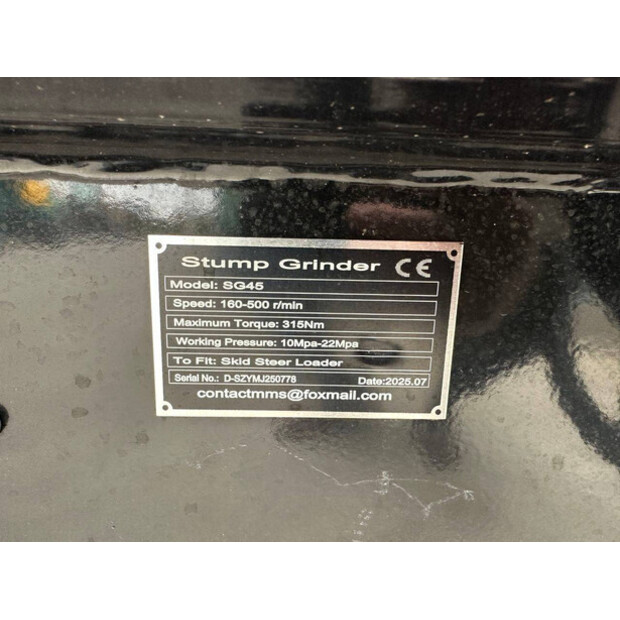 Stump Grinder CE
Model: SG45
Speed: 160-500 r/min
Maximum Torque: 315Nm
Working Pressure: 10Mpa-22Mpa
To Fit: Skid Steer Loader
Serial No.: D-SZYMJ250778 Date:2025.07
contactmms@foxmail.com